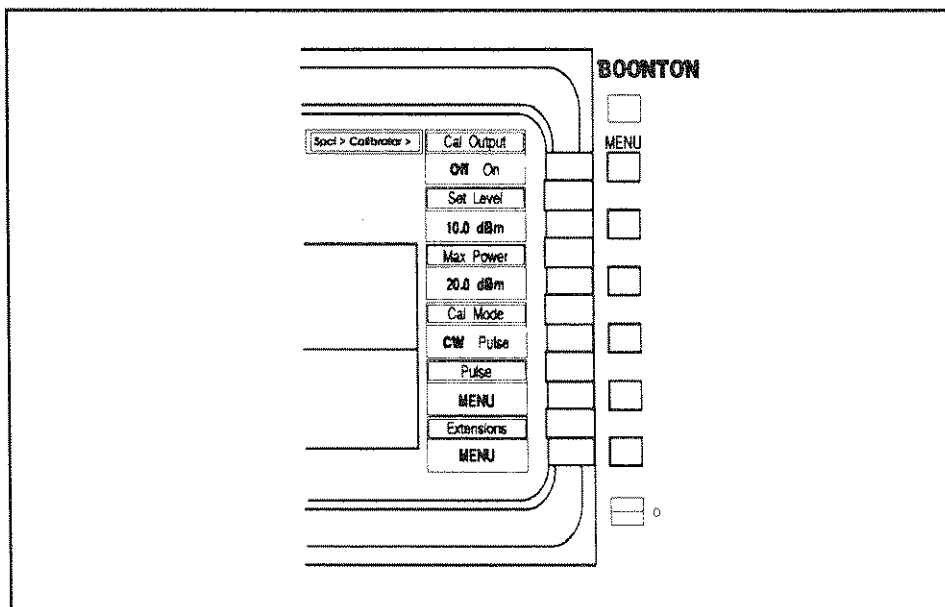 BOONTON
MENU
Spcl > Calibrator >
Cal Output
Off On
Set Level
10.0 dBm
Max Power
20.0 dBm
Cal Mode
CW Pulse
Pulse
MENU
Extensions
MENU